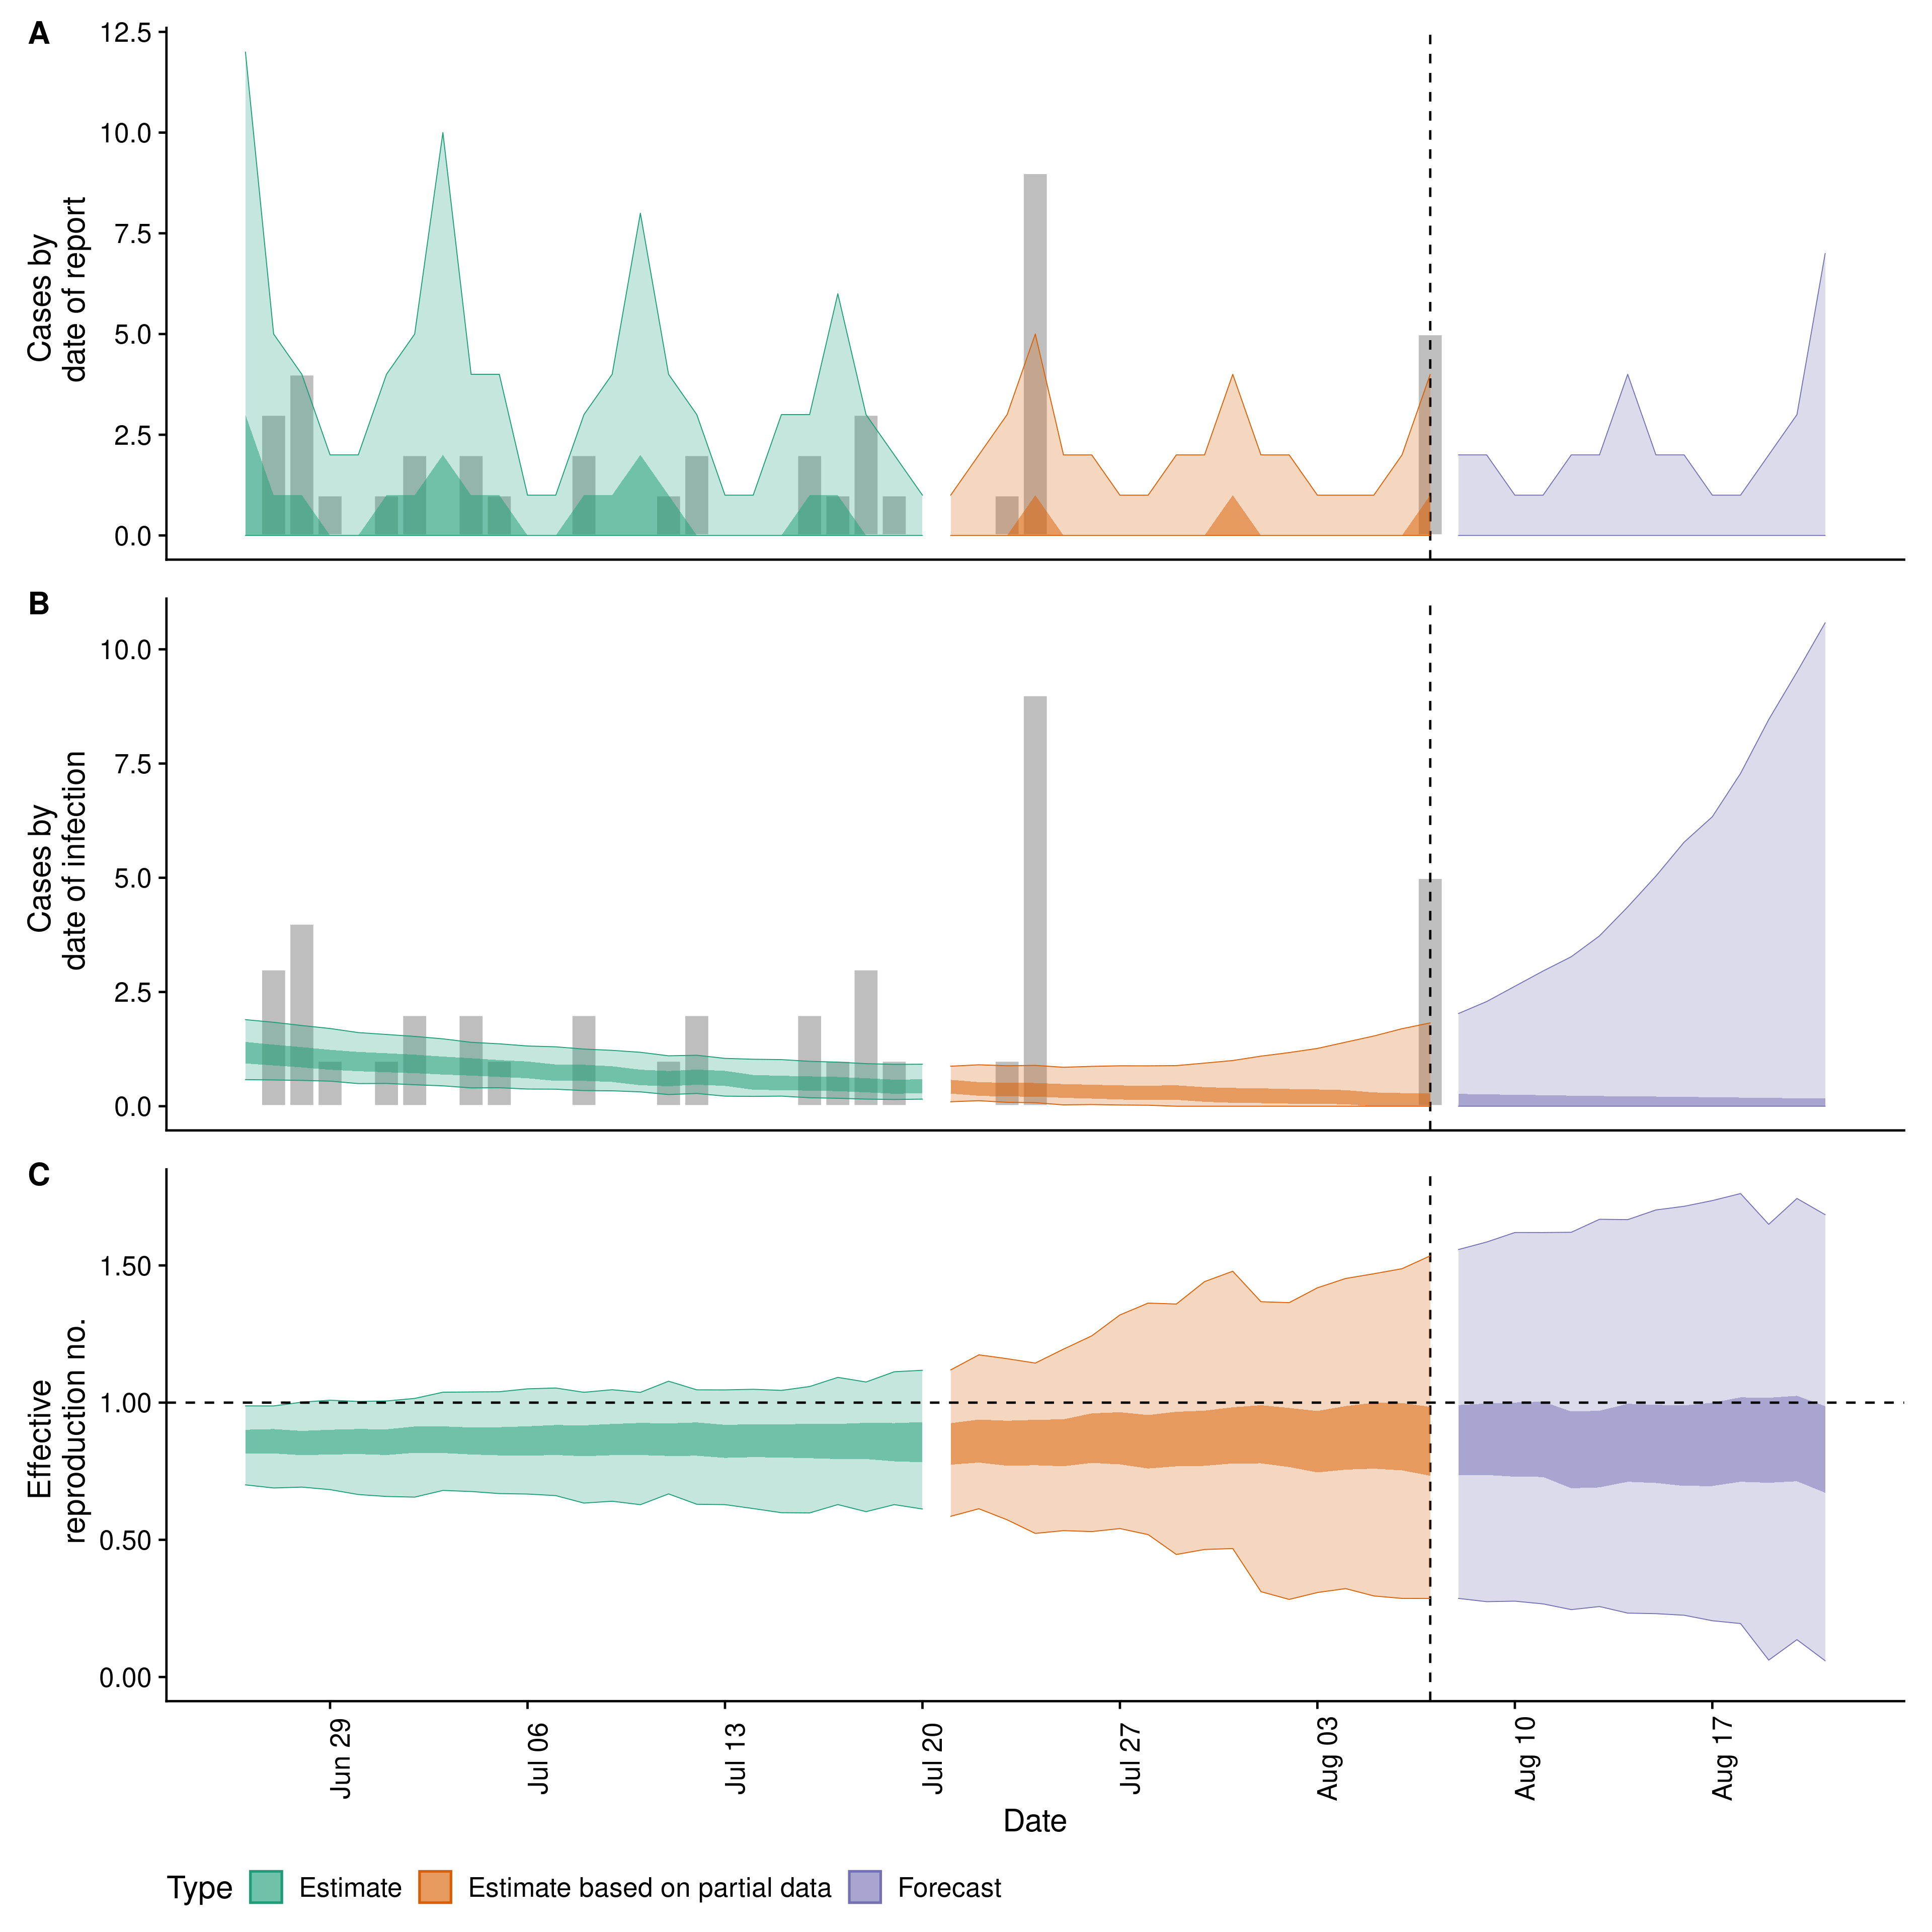 A
12.5
10.0
7.5
5.0
2.5
0.0
Cases by
date of report
B
10.0
7.5
5.0
2.5
0.0
Cases by
date of infection
C
1.50
1.00
0.50
0.00
Effective
reproduction no.
Jun 29
Jul 06
Jul 13
Jul 20
Jul 27
Aug 03
Aug 10
Aug 17
Date
Type Estimate Estimate based on partial data Forecast